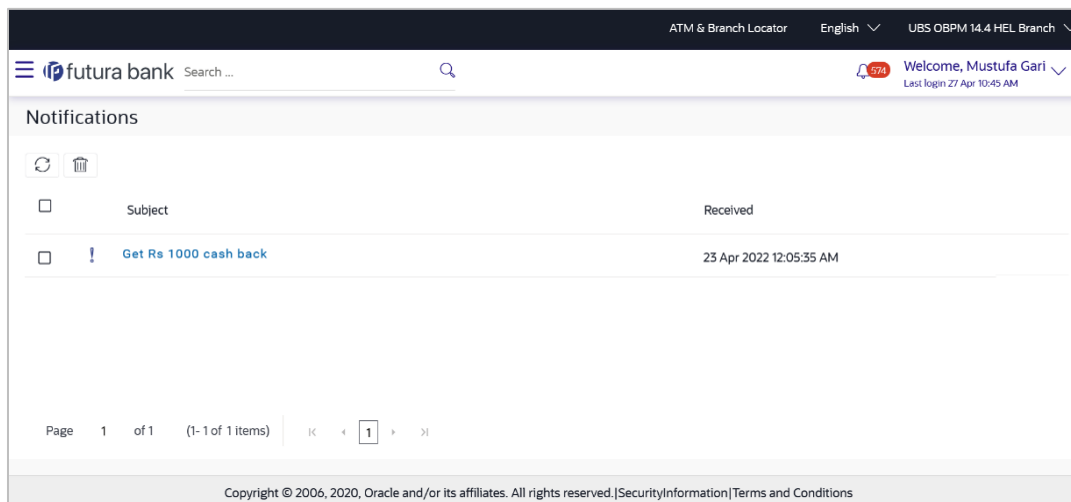 ATM & Branch Locator English UBS OBPM 14.4 HEL Branch
futura bank Search ... 574 Welcome, Mustufa Gari
Last login 27 Apr 10:45 AM
Notifications
Subject Received
! Get Rs 1000 cash back 23 Apr 2022 12:05:35 AM
Page 1 of 1 (1-1 of 1 items) 1
Copyright © 2006, 2020, Oracle and/or its affiliates. All rights reserved.|SecurityInformation|Terms and Conditions